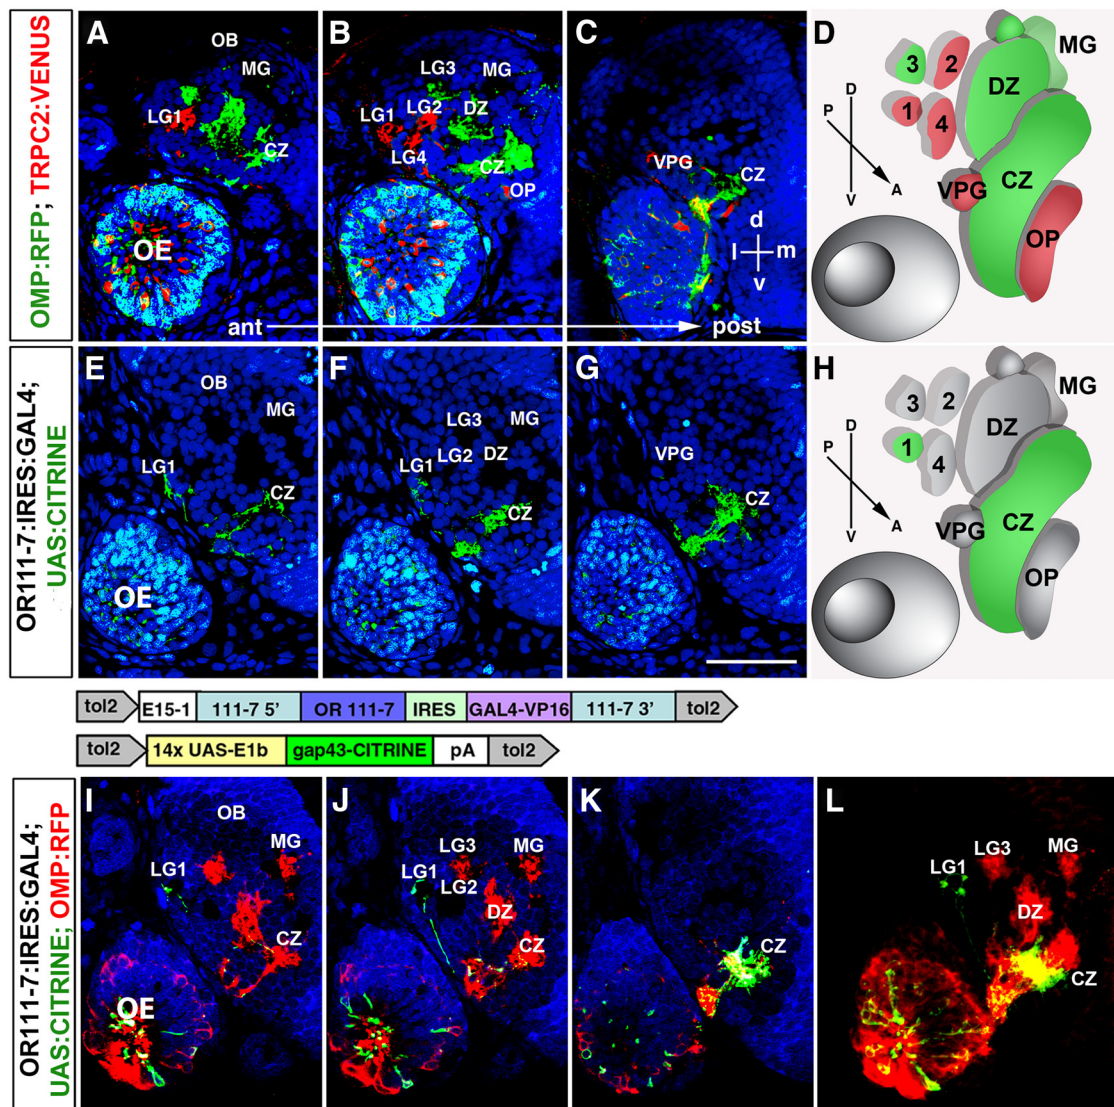 OMP:RFP; TRPC2:VENUS
A
OB
MG
LG1
CZ
OE
ant
B
LG3
MG
LG2
DZ
LG1
LG4
CZ
OP
C
VPG
CZ
d
l
m
v
post
D
MG
3
2
DZ
1
4
D
P
A
V
VPG
CZ
OP
OR111-7:IRES:GAL4;
UAS:CITRINE
E
OB
MG
LG1
CZ
OE
F
LG3
MG
LG2
DZ
LG1
CZ
G
VPG
CZ
H
MG
3
2
DZ
1
4
D
P
A
V
VPG
CZ
OP
tol2
E15-1
111-7 5’
OR 111-7
IRES
GAL4-VP16
111-7 3’
tol2
tol2
14x UAS-E1b
gap43-CITRINE
pA
tol2
OR111-7:IRES:GAL4;
UAS:CITRINE; OMP:RFP
I
OB
MG
LG1
CZ
OE
J
LG3
MG
LG1
LG2
DZ
CZ
K
CZ
L
LG1
LG3
MG
DZ
CZ